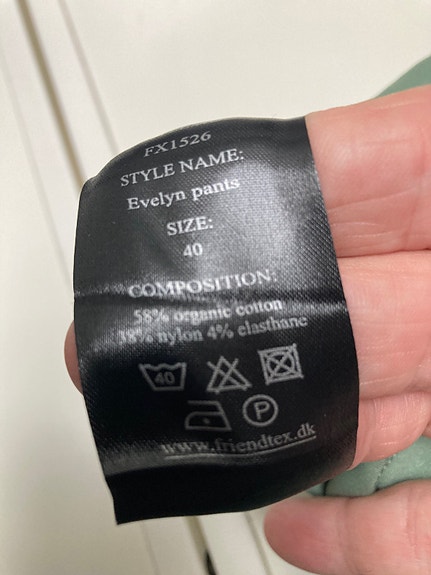 FX1526
STYLE NAME:
Evelyn pants
SIZE:
40
COMPOSITION:
58% organic cotton
38% nylon 4% elasthane
40
P
www.friendtex.dk